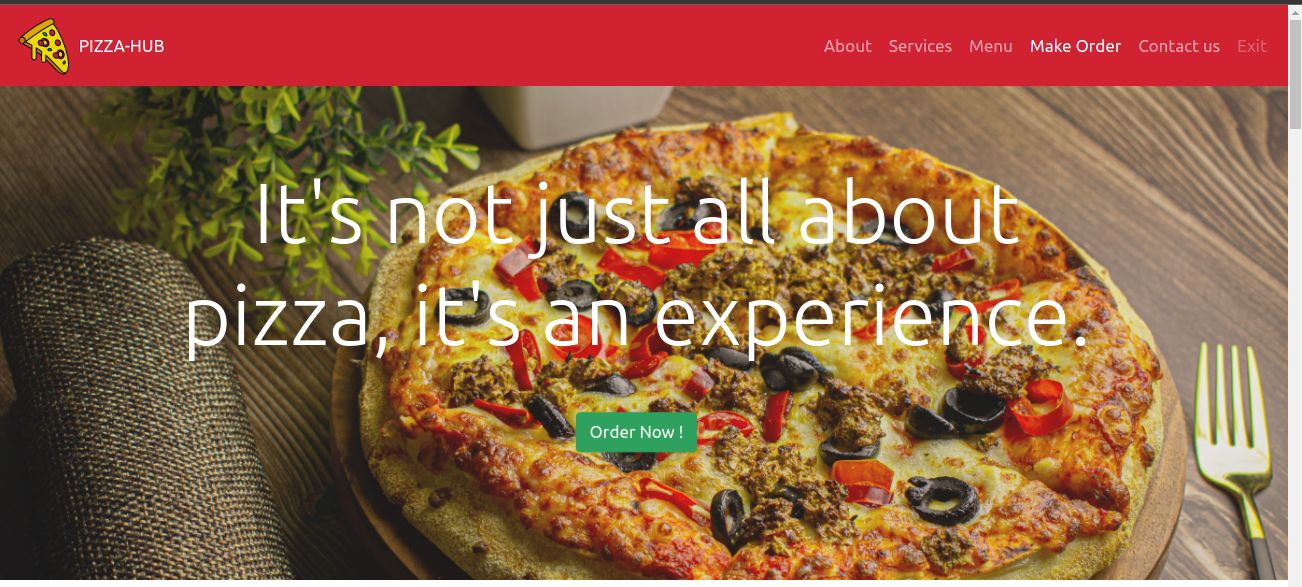 PIZZA-HUB
About Services Menu Make Order Contact us Exit
It's not just all about
pizza, it's an experience.
Order Now !